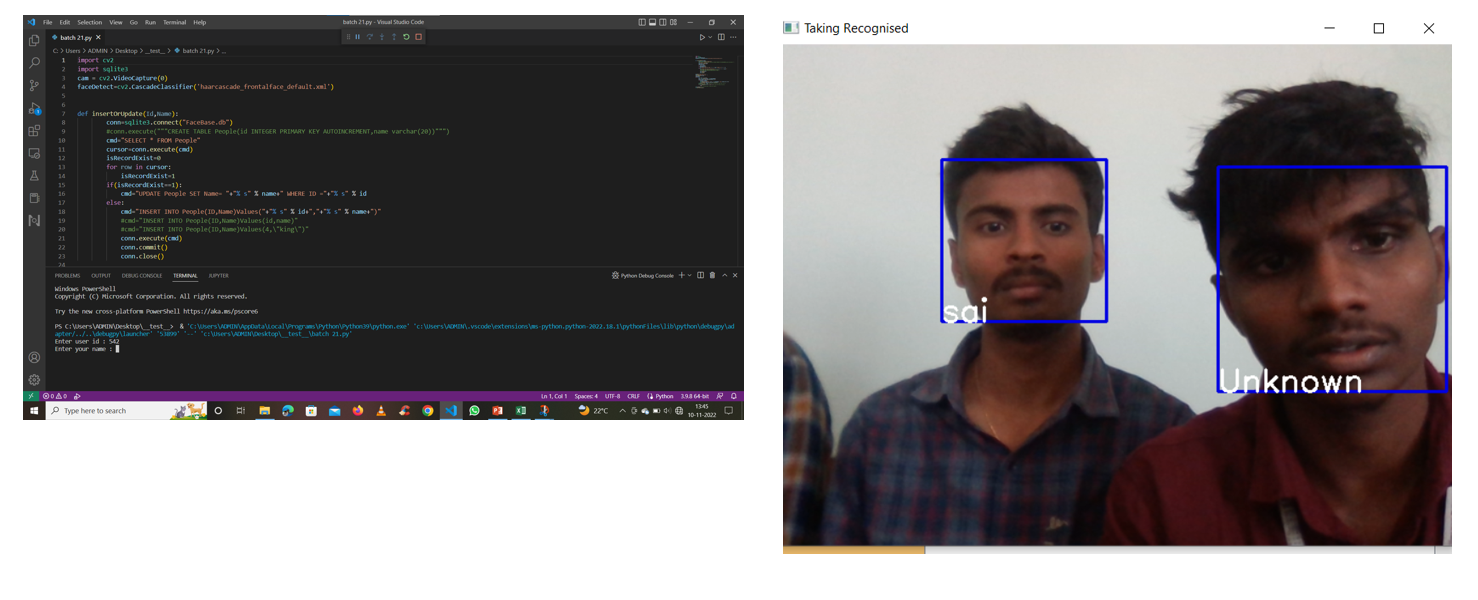 File Edit Selection View Go Run Terminal Help
batch 21.py - Visual Studio Code
batch 21.py ×
C: > Users > ADMIN > Desktop > __test__ > batch 21.py > ...
1 import cv2
2 import sqlite3
3 cam = cv2.VideoCapture(0)
4 faceDetect=cv2.CascadeClassifier('haarcascade_frontalface_default.xml')
5
6
7 def insertOrUpdate(Id,Name):
8 conn=sqlite3.connect("FaceBase.db")
9 #conn.execute("""CREATE TABLE People(id INTEGER PRIMARY KEY AUTOINCREMENT,name varchar(20))""")
10 cmd="SELECT * FROM People"
11 cursor=conn.execute(cmd)
12 isRecordExist=0
13 for row in cursor:
14 isRecordExist=1
15 if(isRecordExist==1):
16 cmd="UPDATE People SET Name= "+"% s" % name+" WHERE ID ="+"% s" % id
17 else:
18 cmd="INSERT INTO People(ID,Name)Values("+"% s" % id+","+"% s" % name+")"
19 #cmd="INSERT INTO People(ID,Name)Values(id,name)"
20 #cmd="INSERT INTO People(ID,Name)Values(4,\"king\")"
21 conn.execute(cmd)
22 conn.commit()
23 conn.close()
24
PROBLEMS OUTPUT DEBUG CONSOLE TERMINAL JUPYTER
Python Debug Console
Windows PowerShell
Copyright (C) Microsoft Corporation. All rights reserved.
Try the new cross-platform PowerShell https://aka.ms/pscore6
PS C:\Users\ADMIN\Desktop\__test__> & 'C:\Users\ADMIN\AppData\Local\Programs\Python\Python39\python.exe' 'c:\Users\ADMIN\.vscode\extensions\ms-python.python-2022.18.1\pythonFiles\lib\python\debugpy\ad
apter/../..\debugpy\launcher' '53899' '--' 'c:\Users\ADMIN\Desktop\__test__\batch 21.py'
Enter user id : 542
Enter your name :
0 0 Ln 1, Col 1 Spaces: 4 UTF-8 CRLF Python 3.9.8 64-bit
Type here to search
22°C
13:45
10-11-2022
Taking Recognised
sai
Unknown